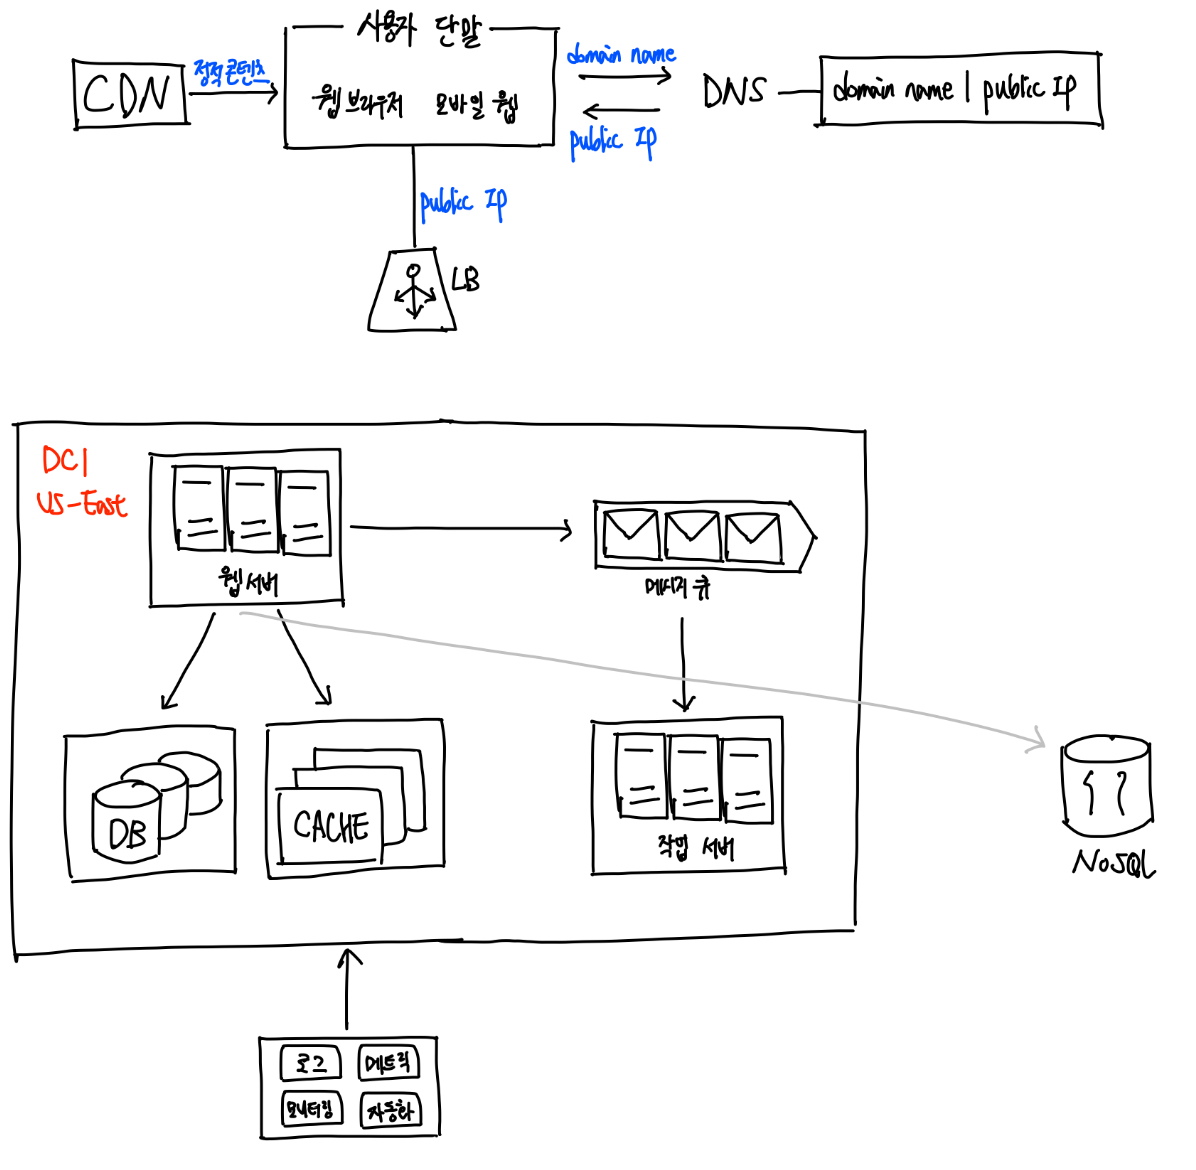 사용자 단말
CDN
정적콘텐츠
웹 브라우저
모바일 웹
domain name
public IP
DNS
domain name | public IP
public IP
LB
DC1
US-East
웹 서버
메시지 큐
DB
CACHE
작업 서버
NoSQL
로그
메트릭
모니터링
자동화